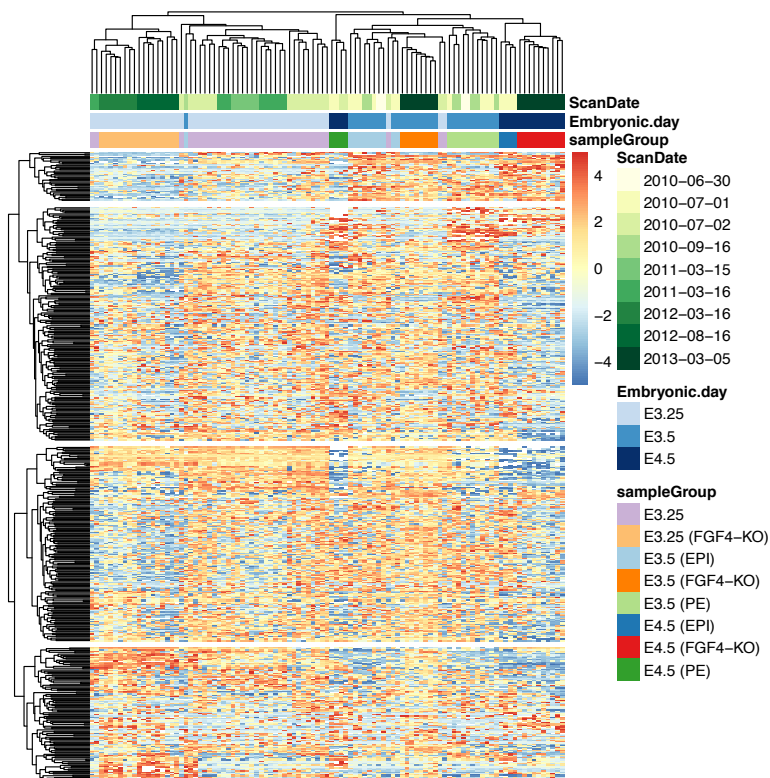 ScanDate
Embryonic.day
sampleGroup
4
2
0
−2
−4
ScanDate
2010−06−30
2010−07−01
2010−07−02
2010−09−16
2011−03−15
2011−03−16
2012−03−16
2012−08−16
2013−03−05
Embryonic.day
E3.25
E3.5
E4.5
sampleGroup
E3.25
E3.25 (FGF4−KO)
E3.5 (EPI)
E3.5 (FGF4−KO)
E3.5 (PE)
E4.5 (EPI)
E4.5 (FGF4−KO)
E4.5 (PE)